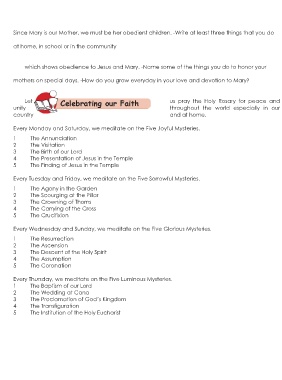 Since Mary is our Mother, we must be her obedient children. -Write at least three things that you do
at home, in school or in the community
which shows obedience to Jesus and Mary. -Name some of the things you do to honor your
mothers on special days. -How do you grow everyday in your love and devotion to Mary?
Celebrating our Faith
Let us pray the Holy Rosary for peace and
unity throughout the world especially in our
country and at home.
Every Monday and Saturday, we meditate on the Five Joyful Mysteries.
1 The Annundation
2 The Visitation
3 The Birth of our Lord
4 The Presentation of Jesus in the Temple
5 The Finding of Jesus in the Temple
Every Tuesday and Friday, we meditate on the Five Sorrowful Mysteries.
1 The Agony in the Garden
2 The Scourging at the Pillar
3 The Crowning of Thorns
4 The Carrying of the Cross
5 The Crucifixion
Every Wednesday and Sunday, we meditate on the Five Glorious Mysteries.
1 The Resurrection
2 The Ascension
3 The Descent of the Holy Spirit
4 The Assumption
5 The Coronation
Every Thursday, we meditate on the Five Luminous Mysteries.
1 The Baptism of our Lord
2 The Wedding at Cana
3 The Proclamation of God's Kingdom
4 The Transfiguration
5 The Institution of the Holy Eucharist